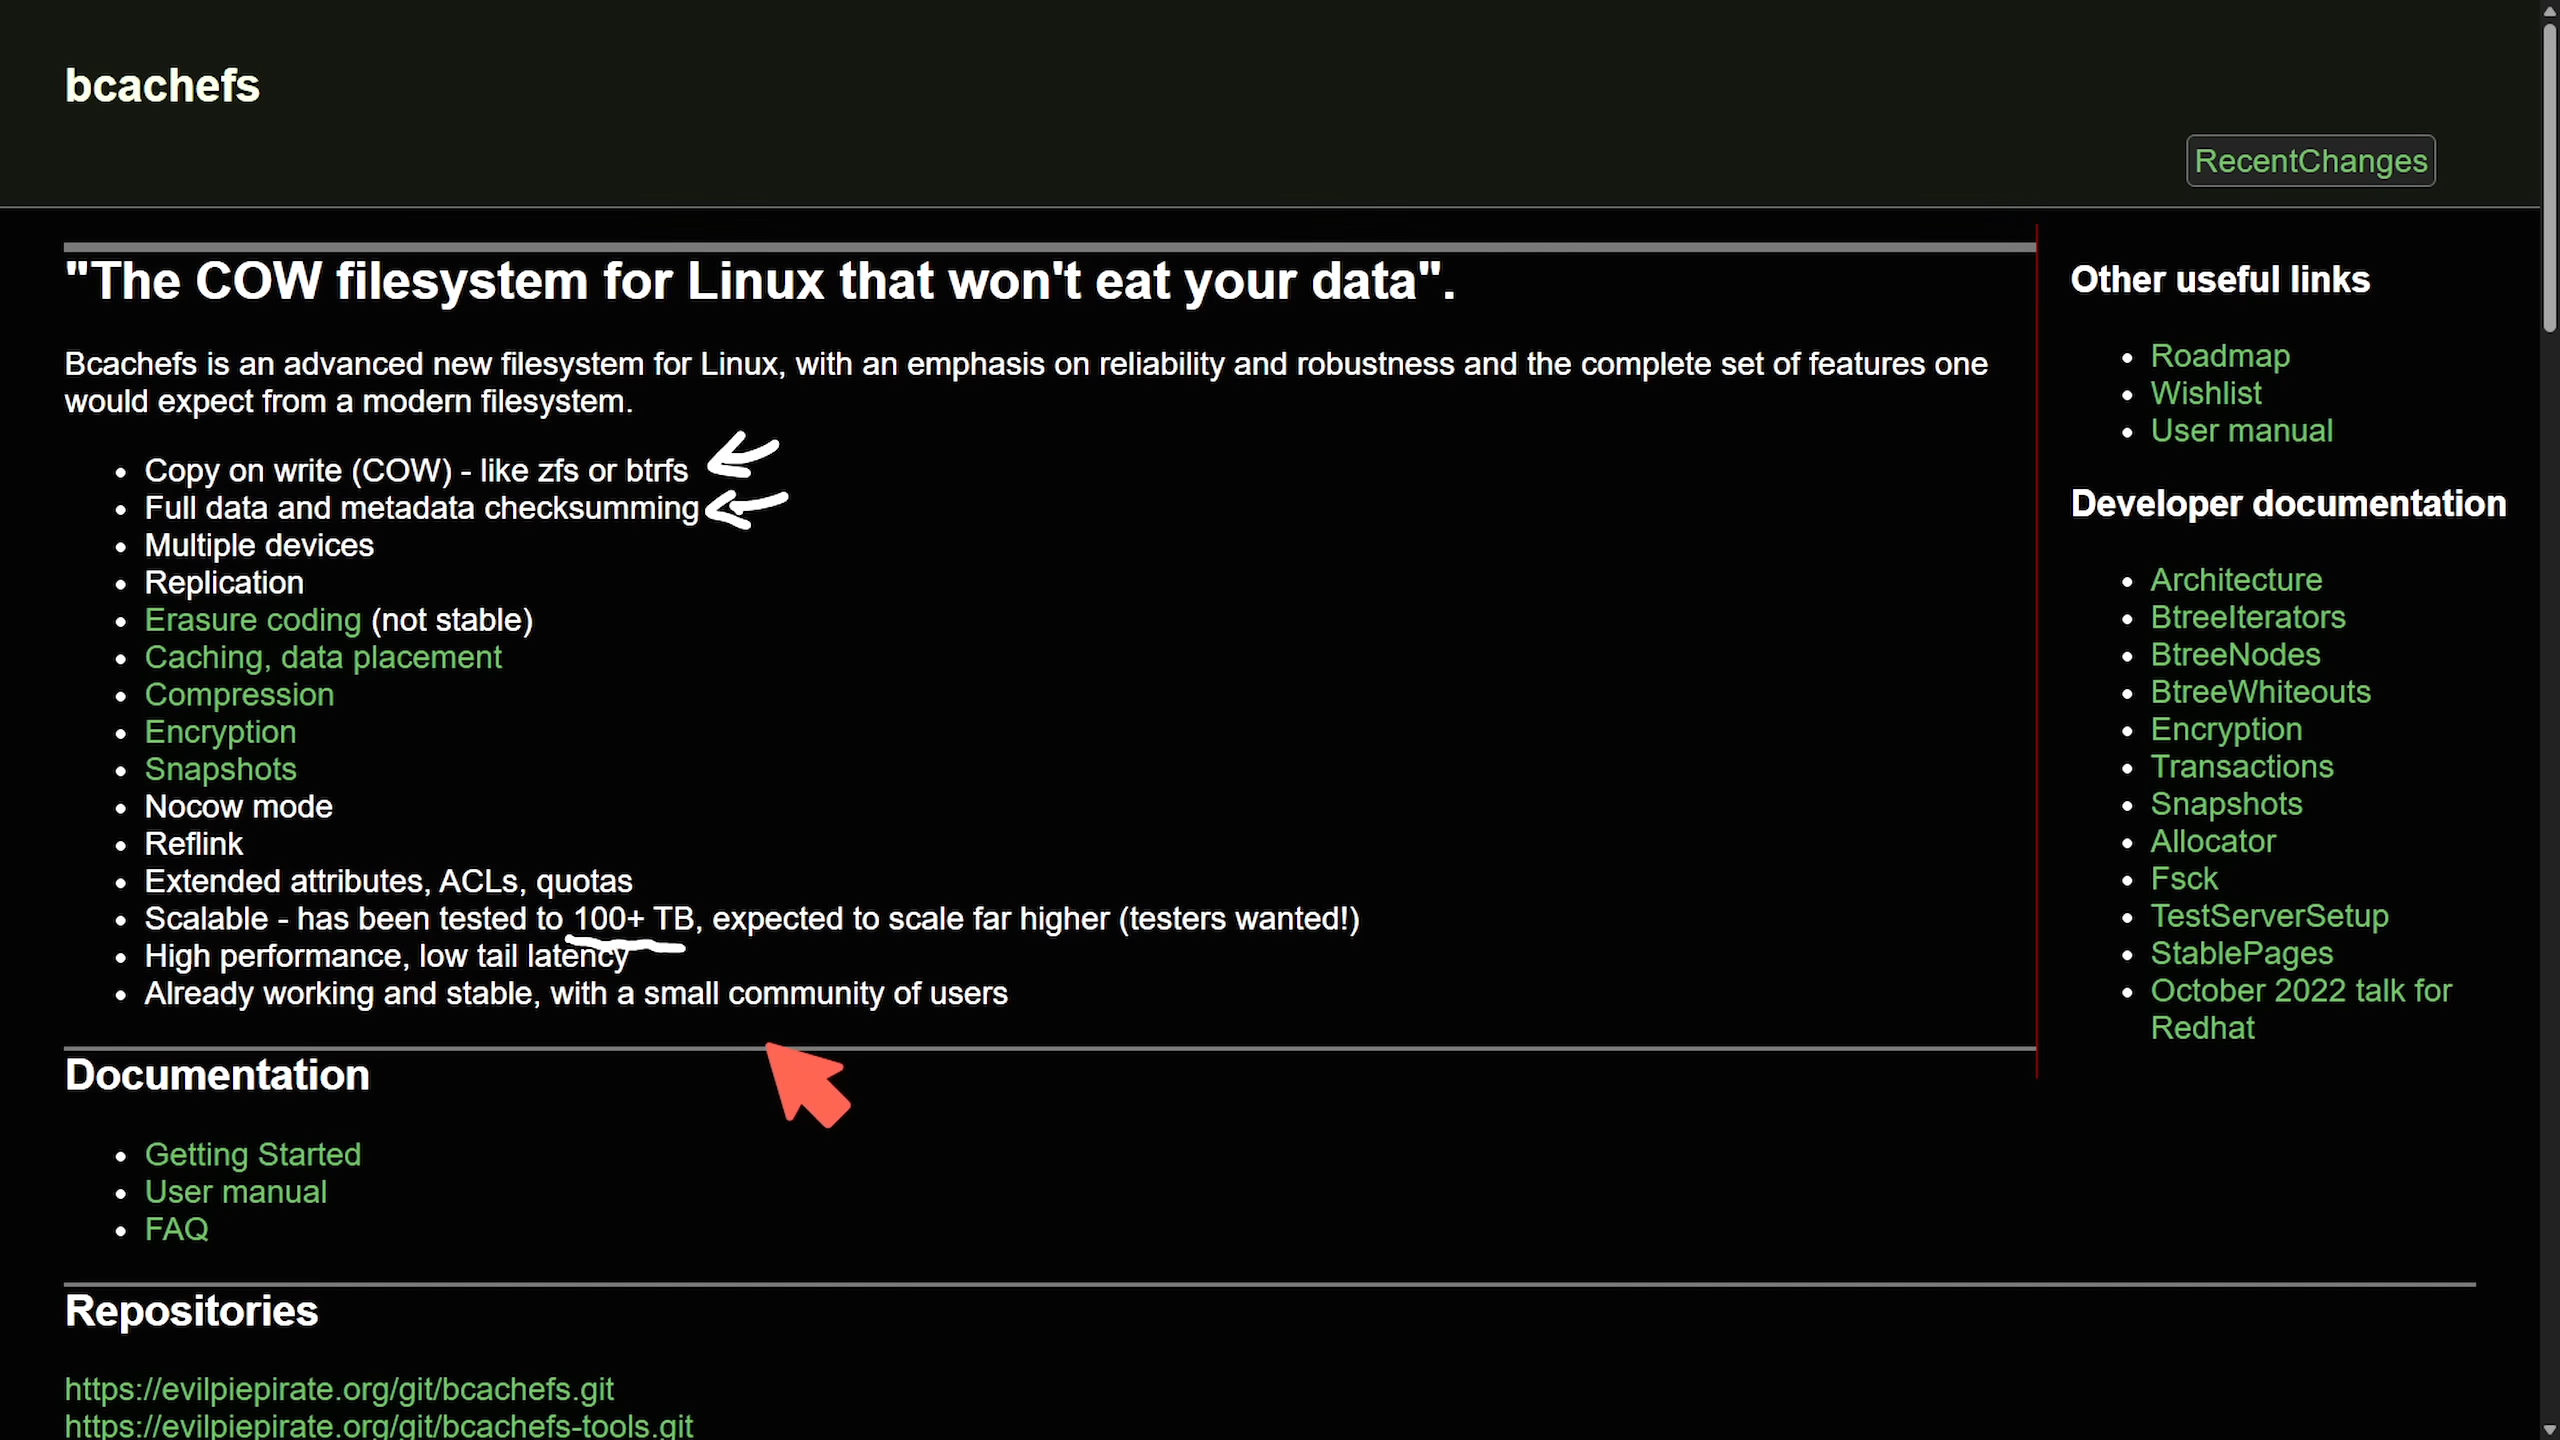 bcachefs
RecentChanges
"The COW filesystem for Linux that won't eat your data".
Bcachefs is an advanced new filesystem for Linux, with an emphasis on reliability and robustness and the complete set of features one
would expect from a modern filesystem.
Copy on write (COW) - like zfs or btrfs
Full data and metadata checksumming
Multiple devices
Replication
Erasure coding (not stable)
Caching, data placement
Compression
Encryption
Snapshots
Nocow mode
Reflink
Extended attributes, ACLs, quotas
Scalable - has been tested to 100+ TB, expected to scale far higher (testers wanted!)
High performance, low tail latency
Already working and stable, with a small community of users
Documentation
Getting Started
User manual
FAQ
Repositories
https://evilpiepirate.org/git/bcachefs.git
https://evilpiepirate.org/git/bcachefs-tools.git
Other useful links
Roadmap
Wishlist
User manual
Developer documentation
Architecture
BtreeIterators
BtreeNodes
BtreeWhiteouts
Encryption
Transactions
Snapshots
Allocator
Fsck
TestServerSetup
StablePages
October 2022 talk for
Redhat